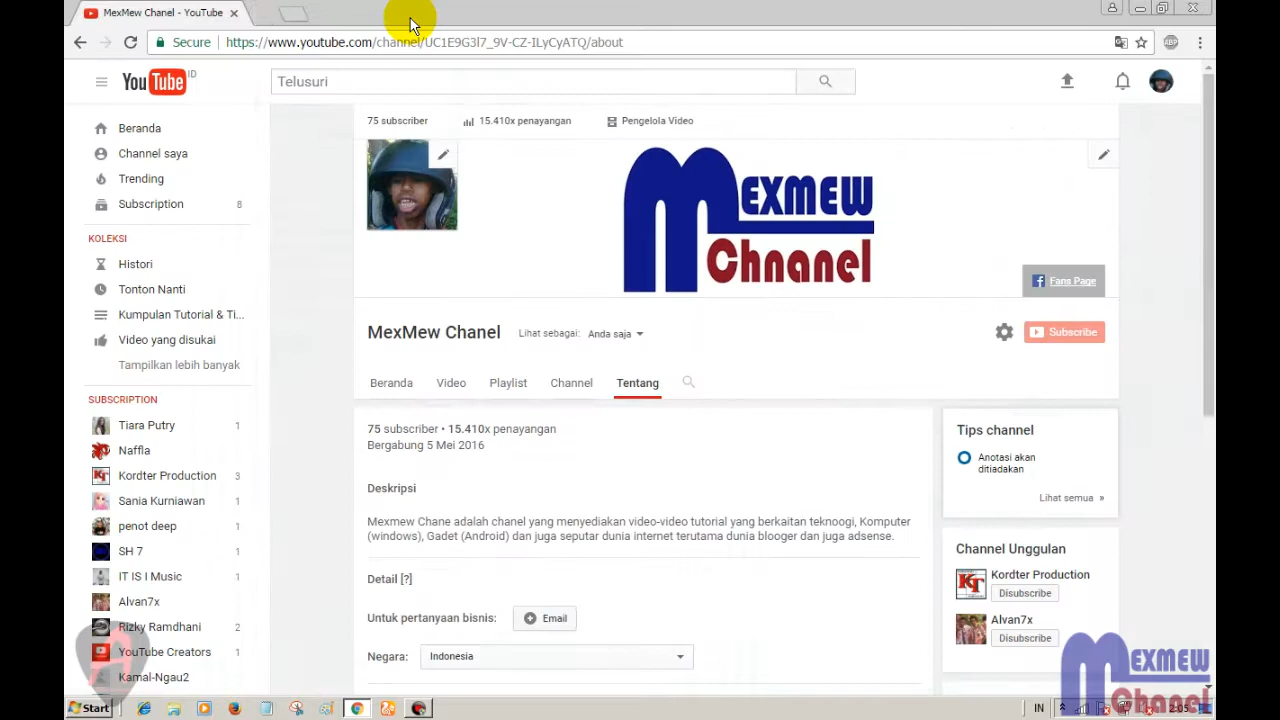 MexMew Chanel - YouTube
Secure
https://www.youtube.com/channel/UC1E9G3l7_9V-CZ-ILyCyATQ/about
YouTube ID
Telusuri
75 subscriber
15.410x penayangan
Pengelola Video
Beranda
Channel saya
Trending
Subscription 8
KOLEKSI
Histori
Tonton Nanti
Kumpulan Tutorial & Ti...
Video yang disukai
Tampilkan lebih banyak
SUBSCRIPTION
Tiara Putry 1
Naffla
Kordter Production 3
Sania Kurniawan 1
penot deep 1
SH 7 1
IT IS I Music 1
Alvan7x 1
Rizky Ramdhani 2
YouTube Creators 1
Kamal-Ngau2
MEXMEW
Chnanel
Fans Page
MexMew Chanel
Lihat sebagai: Anda saja
Subscribe
Beranda
Video
Playlist
Channel
Tentang
75 subscriber • 15.410x penayangan
Bergabung 5 Mei 2016
Deskripsi
Mexmew Chane adalah chanel yang menyediakan video-video tutorial yang berkaitan teknoogi, Komputer
(windows), Gadet (Android) dan juga seputar dunia internet terutama dunia blooger dan juga adsense.
Detail [?]
Untuk pertanyaan bisnis:
Email
Negara:
Indonesia
Tips channel
Anotasi akan
ditiadakan
Lihat semua »
Channel Unggulan
Kordter Production
Disubscribe
Alvan7x
Disubscribe
MEXMEW
Chanel
Start
IN
2:05